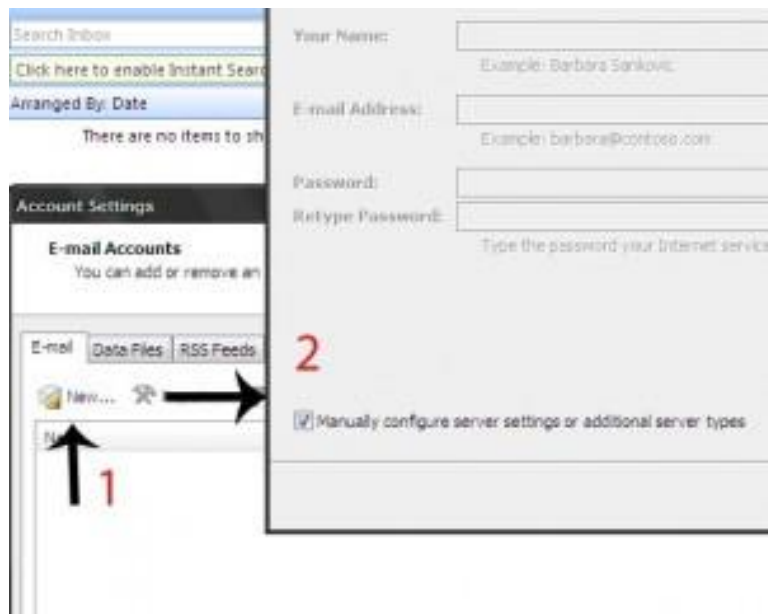 Search Inbox
Click here to enable Instant Sear
Arranged By: Date
There are no items to sh
Account Settings
E-mail Accounts
You can add or remove an
E-mail
Data Files
RSS Feeds
New...
1
Your Name:
Example: Barbara Sankovic
E-mail Address:
Example: barbara@contoso.com
Password:
Retype Password:
Type the password your Internet service
2
Manually configure server settings or additional server types